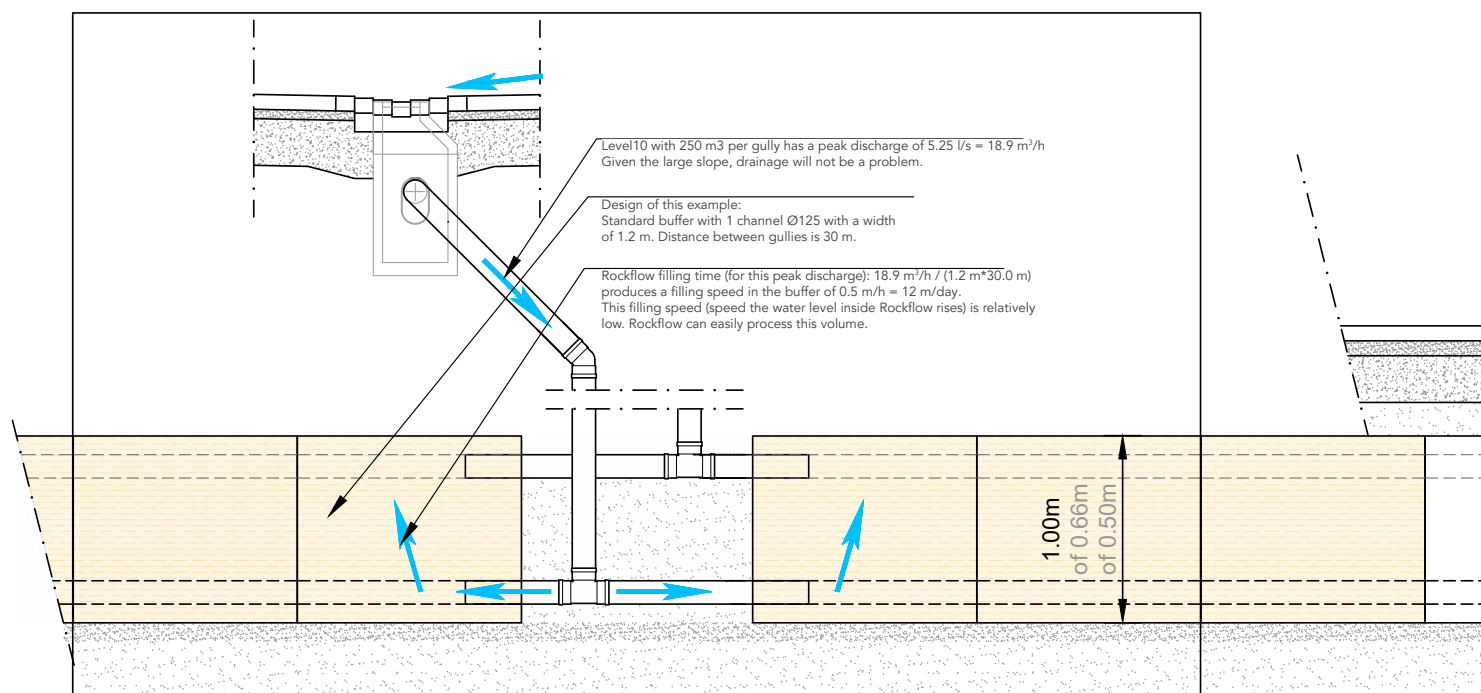 Level10 with 250 m3 per gully has a peak discharge of 5.25 l/s = 18.9 m³/h
Given the large slope, drainage will not be a problem.
Design of this example:
Standard buffer with 1 channel Ø125 with a width
of 1.2 m. Distance between gullies is 30 m.
Rockflow filling time (for this peak discharge): 18.9 m³/h / (1.2 m*30.0 m)
produces a filling speed in the buffer of 0.5 m/h = 12 m/day.
This filling speed (speed the water level inside Rockflow rises) is relatively
low. Rockflow can easily process this volume.
1.00m
of 0.66m
of 0.50m